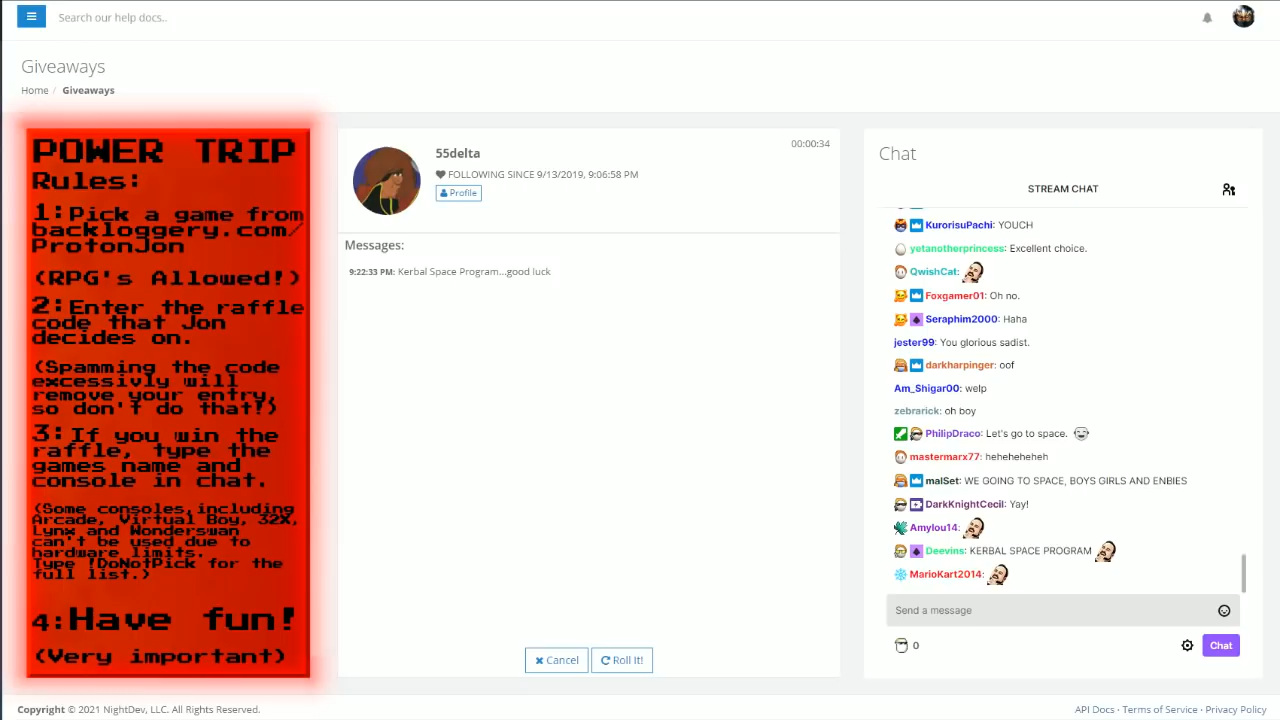 Search our help docs..
Giveaways
Home / Giveaways
POWER TRIP
Rules:
1:Pick a game from
backloggery.com/
ProtonJon
(RPG's Allowed!)
2:Enter the raffle
code that Jon
decides on.
(Spamming the code
excessivly will
remove your entry,
so don't do that!)
3:If you win the
raffle, type the
games name and
console in chat.
(Some consoles,including
Arcade, Virtual Boy, 32X,
Lynx and Wonderswan
can't be used due to
hardware limits.
Type !DoNotPick for the
full list.)
4:Have fun!
(Very important)
55delta
00:00:34
FOLLOWING SINCE 9/13/2019, 9:06:58 PM
Profile
Messages:
9:22:33 PM: Kerbal Space Program...good luck
Cancel
Roll It!
Chat
STREAM CHAT
KurorisuPachi: YOUCH
yetanotherprincess: Excellent choice.
QwishCat:
Foxgamer01: Oh no.
Seraphim2000: Haha
jester99: You glorious sadist.
darkharpinger: oof
Am_Shigar00: welp
zebrarick: oh boy
PhilipDraco: Let's go to space.
mastermarx77: heheheheheh
malSet: WE GOING TO SPACE, BOYS GIRLS AND ENBIES
DarkKnightCecil: Yay!
Amylou14:
Deevins: KERBAL SPACE PROGRAM
MarioKart2014:
Send a message
0
Chat
Copyright © 2021 NightDev, LLC. All Rights Reserved.
API Docs · Terms of Service · Privacy Policy